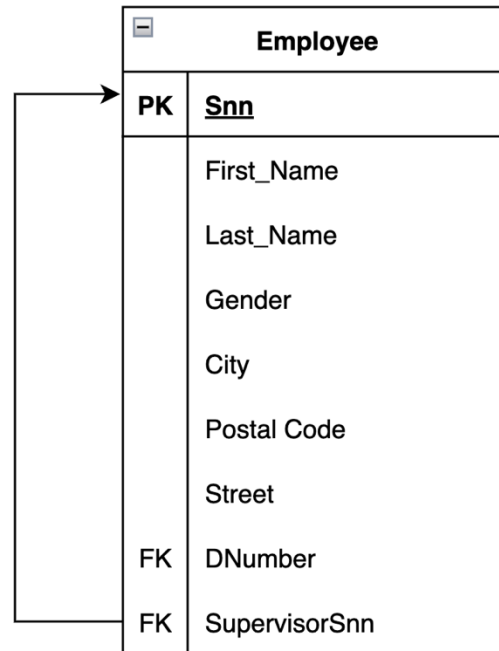 Employee
PK Snn
First_Name
Last_Name
Gender
City
Postal Code
Street
FK DNumber
FK SupervisorSnn